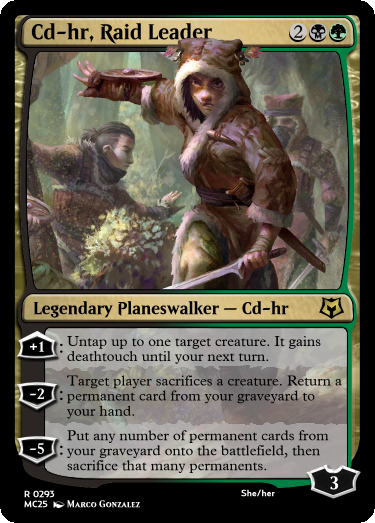 Cd-hr, Raid Leader 2
Legendary Planeswalker — Cd-hr
+1: Untap up to one target creature. It gains
deathtouch until your next turn.
Target player sacrifices a creature. Return a
-2: permanent card from your graveyard to
your hand.
Put any number of permanent cards from
-5: your graveyard onto the battlefield, then
sacrifice that many permanents.
3
R 0293 She/her
MC25 Marco Gonzalez